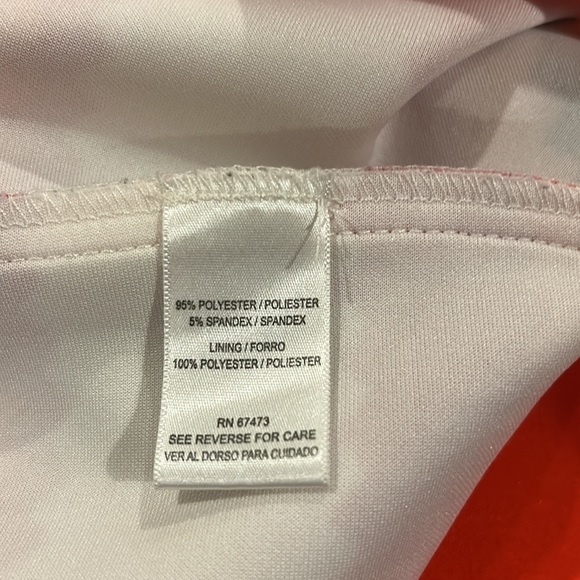 95% POLYESTER / POLIESTER
5% SPANDEX / SPANDEX
LINING / FORRO
100% POLYESTER / POLIESTER
RN 67473
SEE REVERSE FOR CARE
VER AL DORSO PARA CUIDADO